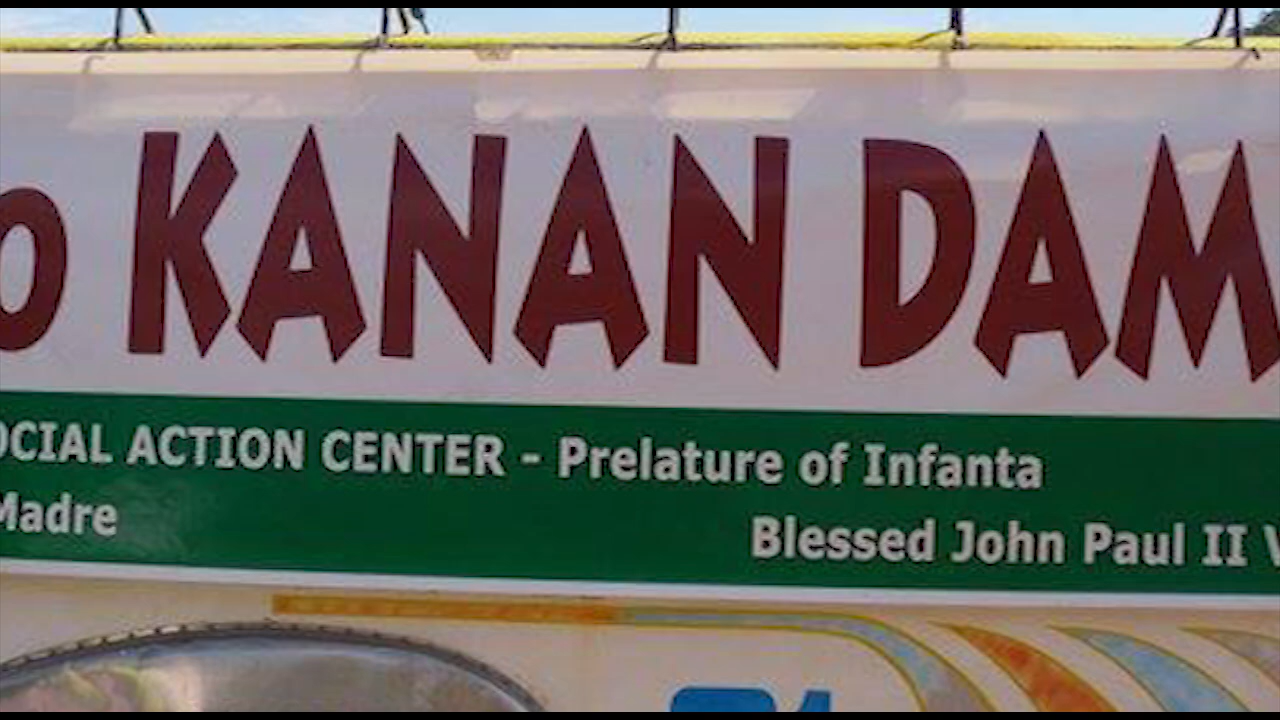 o KANAN DAM
OCIAL ACTION CENTER - Prelature of Infanta
Madre
Blessed John Paul II V